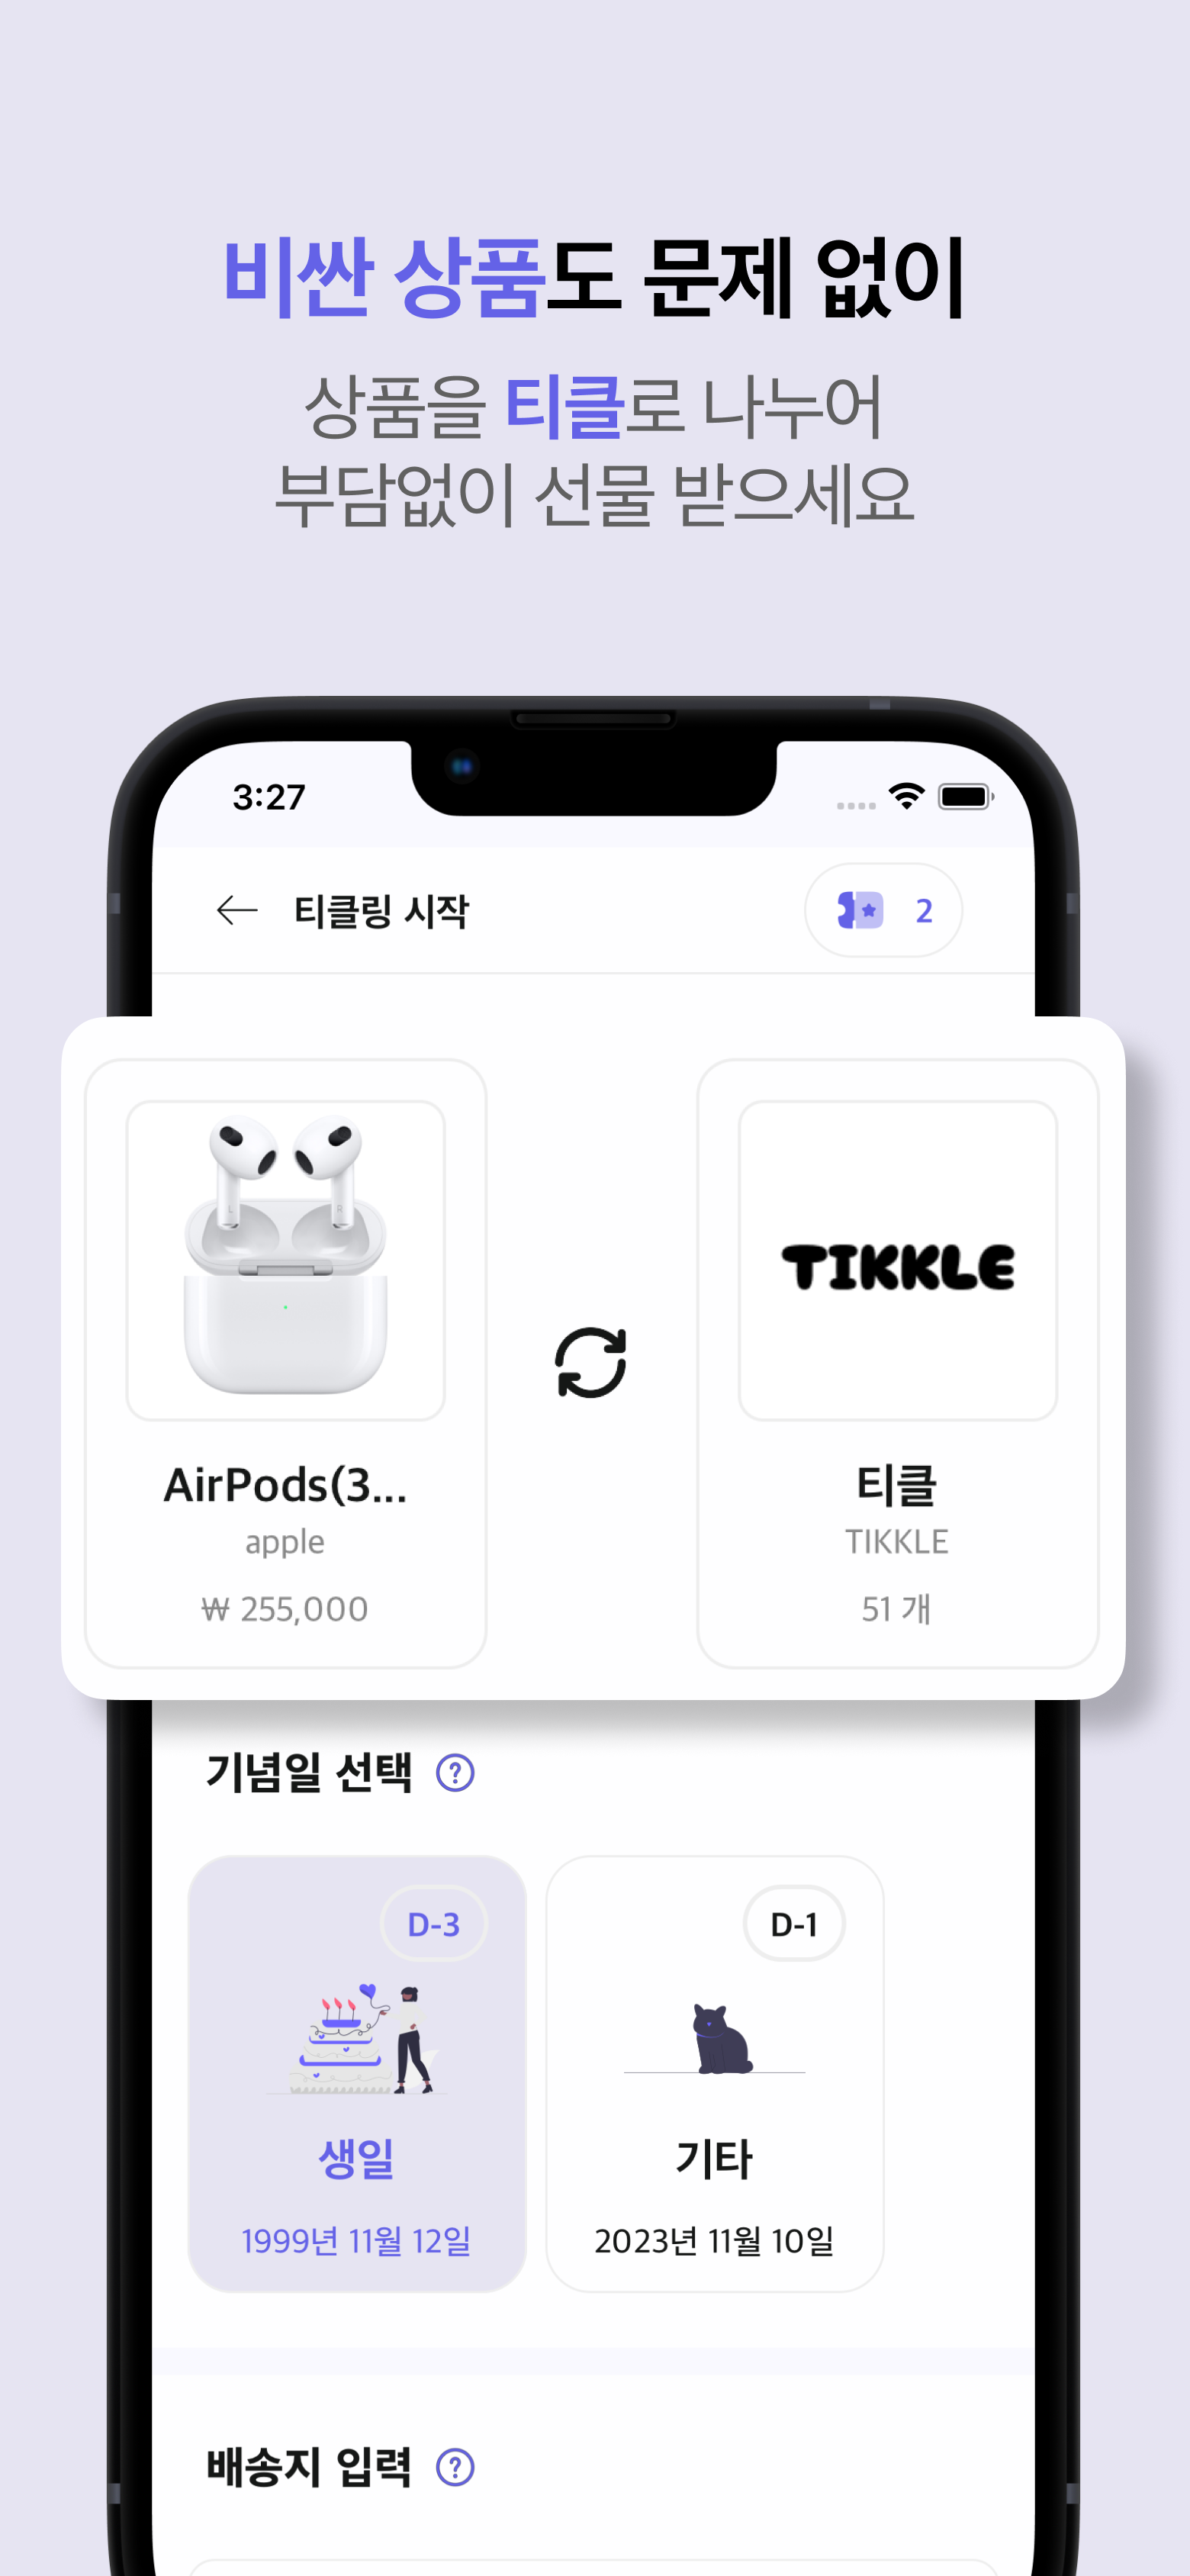 비싼 상품도 문제 없이
상품을 티클로 나누어
부담없이 선물 받으세요
3:27
티클링 시작
2
TIKKLE
AirPods(3...
apple
₩ 255,000
티클
TIKKLE
51 개
기념일 선택 ?
D-3
D-1
생일
기타
1999년 11월 12일
2023년 11월 10일
배송지 입력 ?